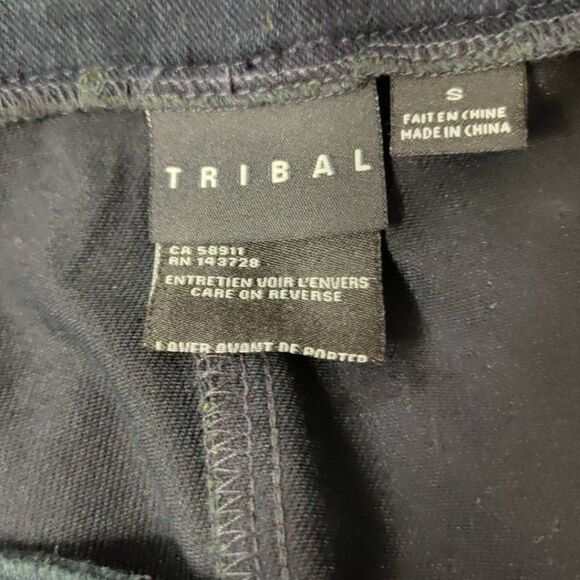 TRIBAL
S
FAIT EN CHINE
MADE IN CHINA
CA 58911
RN 143728
ENTRETIEN VOIR L'ENVERS
CARE ON REVERSE
LAVER AVANT DE PORTER